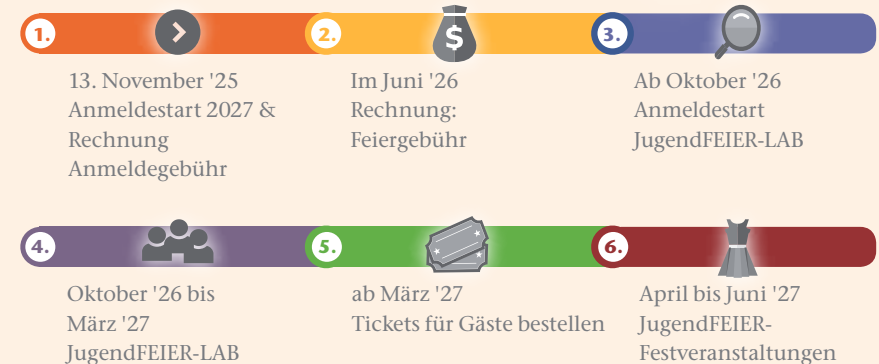 1.
13. November '25
Anmeldestart 2027 &
Rechnung
Anmeldegebühr
2.
$
Im Juni '26
Rechnung:
Feiergebühr
3.
Ab Oktober '26
Anmeldestart
JugendFEIER-LAB
4.
Oktober '26 bis
März '27
JugendFEIER-LAB
5.
ab März '27
Tickets für Gäste bestellen
6.
April bis Juni '27
JugendFEIER-
Festveranstaltungen